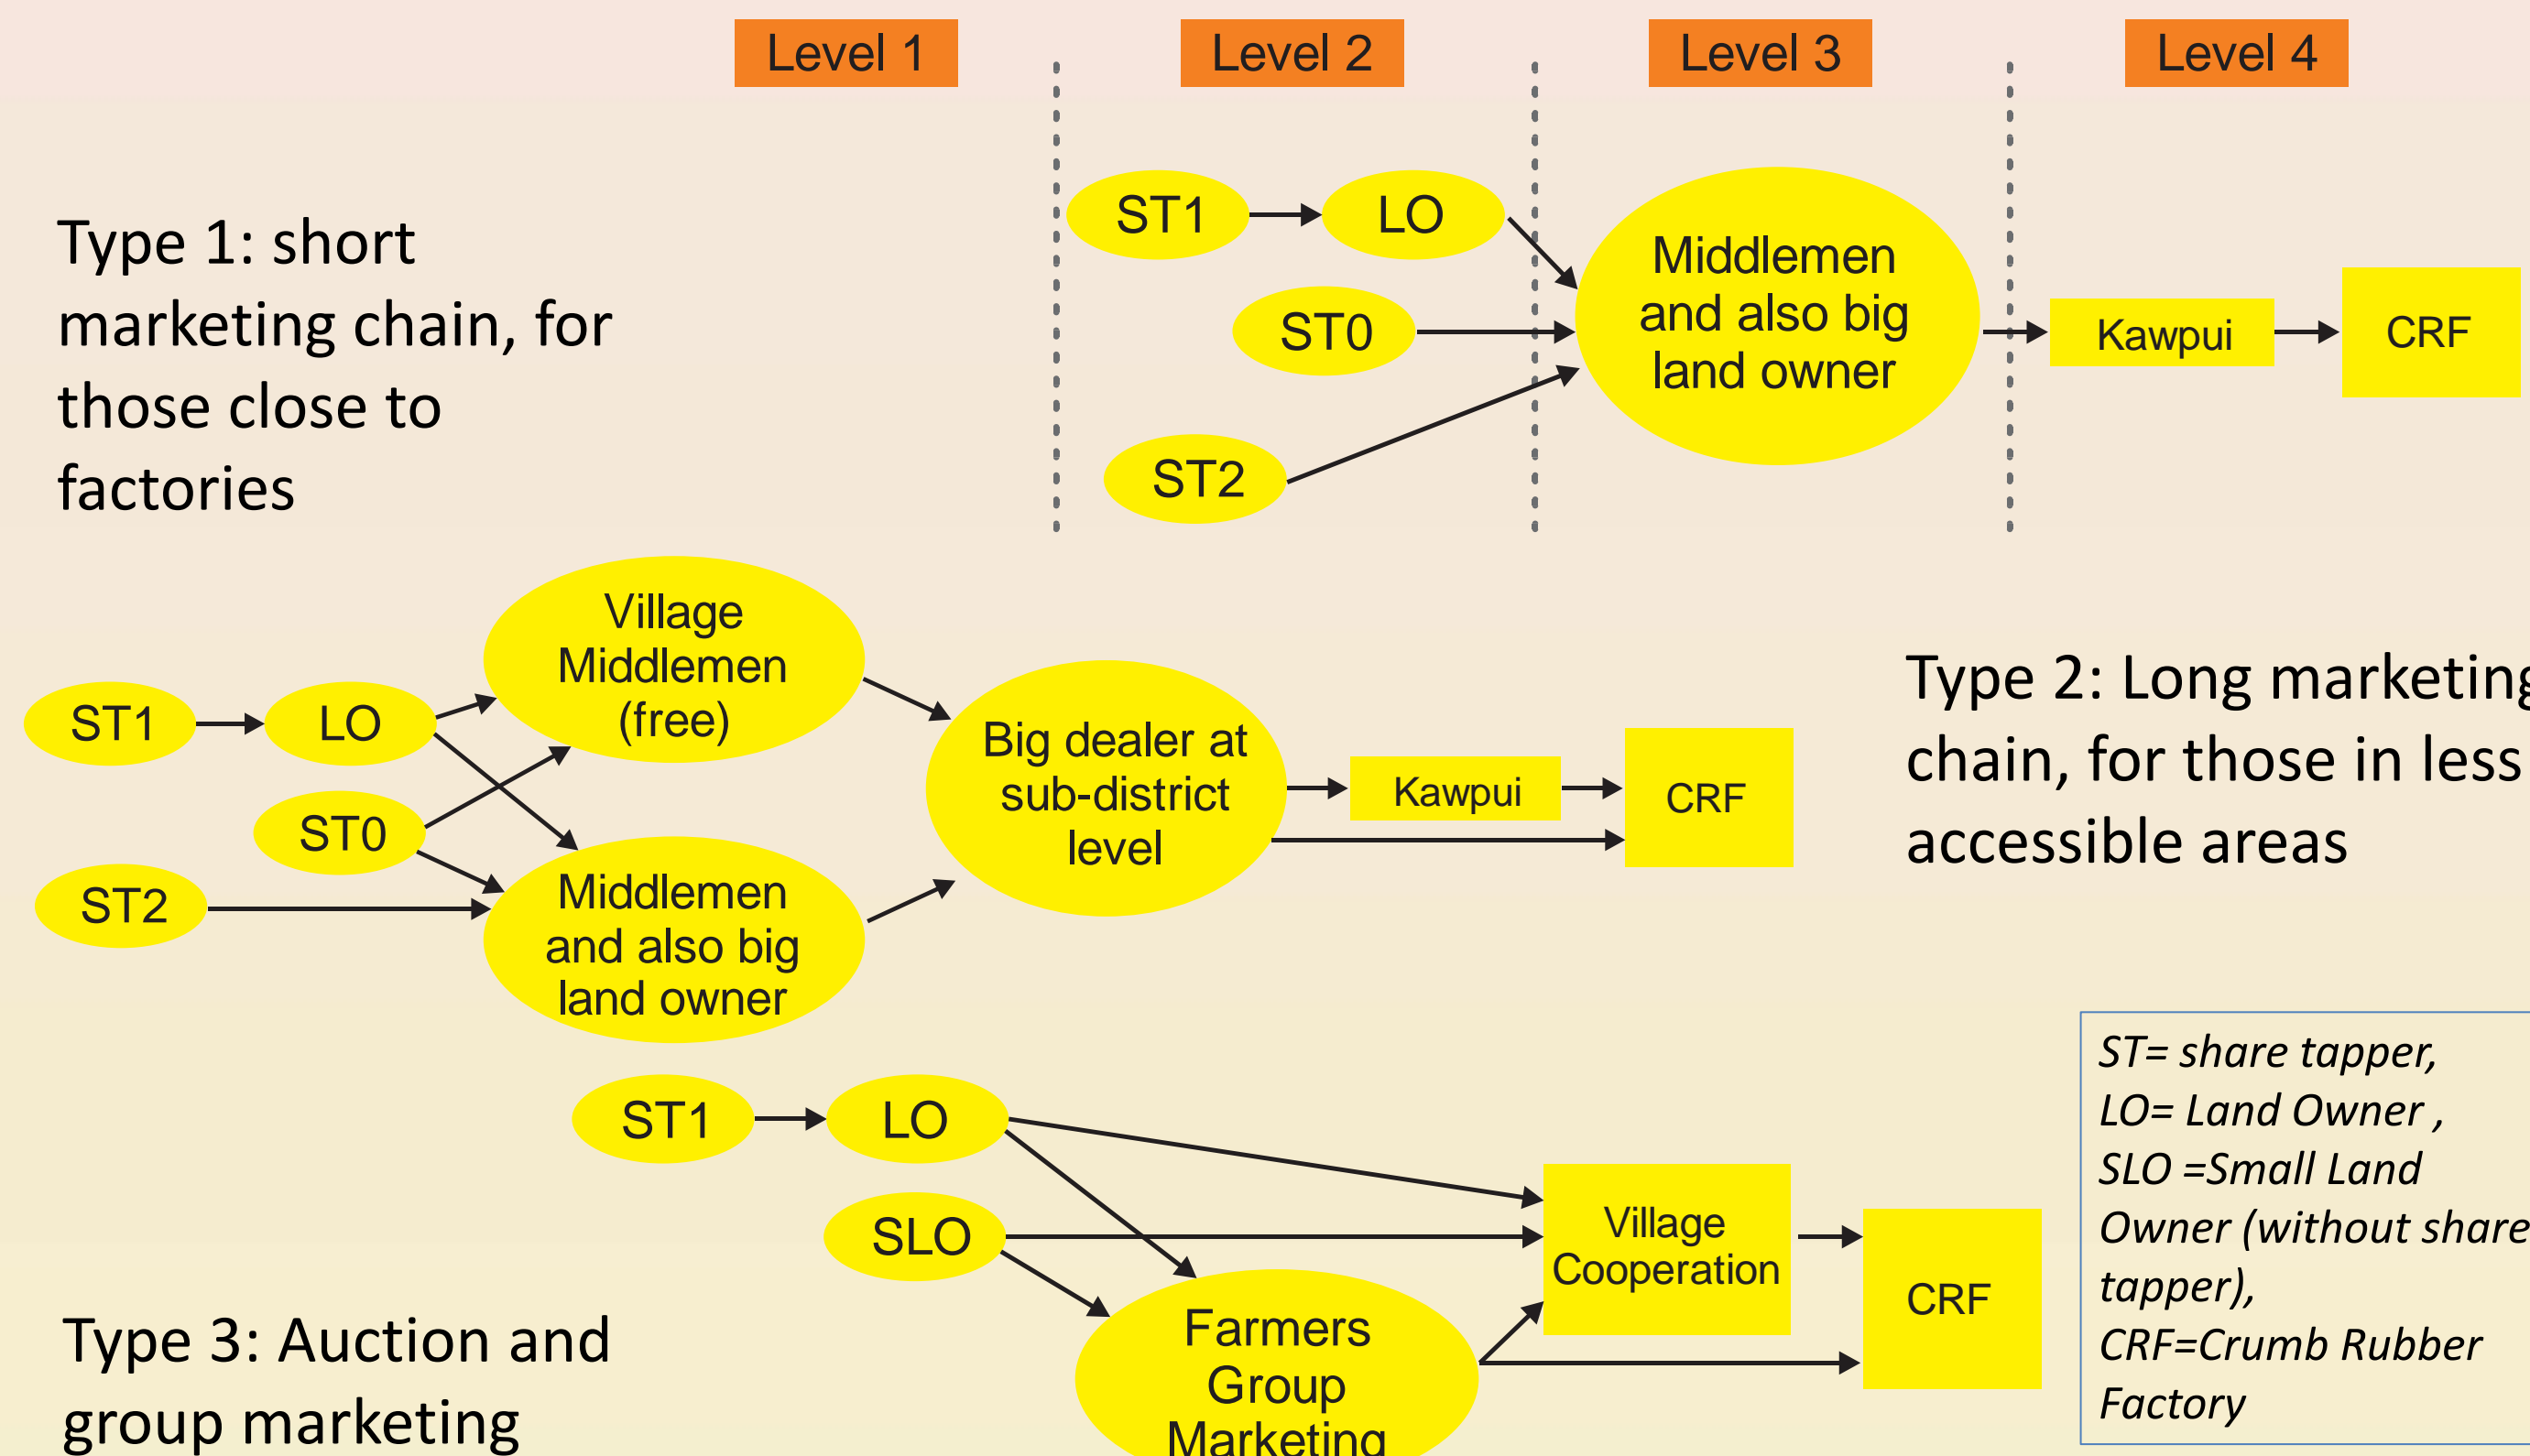 Level 1
Level 2
Level 3
Level 4
Type 1: short
marketing chain, for
those close to
factories
ST1
LO
ST0
ST2
Middlemen
and also big
land owner
Kawpui
CRF
Village
Middlemen
(free)
ST1
LO
ST0
ST2
Middlemen
and also big
land owner
Big dealer at
sub-district
level
Kawpui
CRF
Type 2: Long marketing
chain, for those in less
accessible areas
ST1
LO
SLO
Village
Cooperation
Farmers
Group
Marketing
CRF
Type 3: Auction and
group marketing
ST= share tapper,
LO= Land Owner ,
SLO =Small Land
Owner (without share
tapper),
CRF=Crumb Rubber
Factory